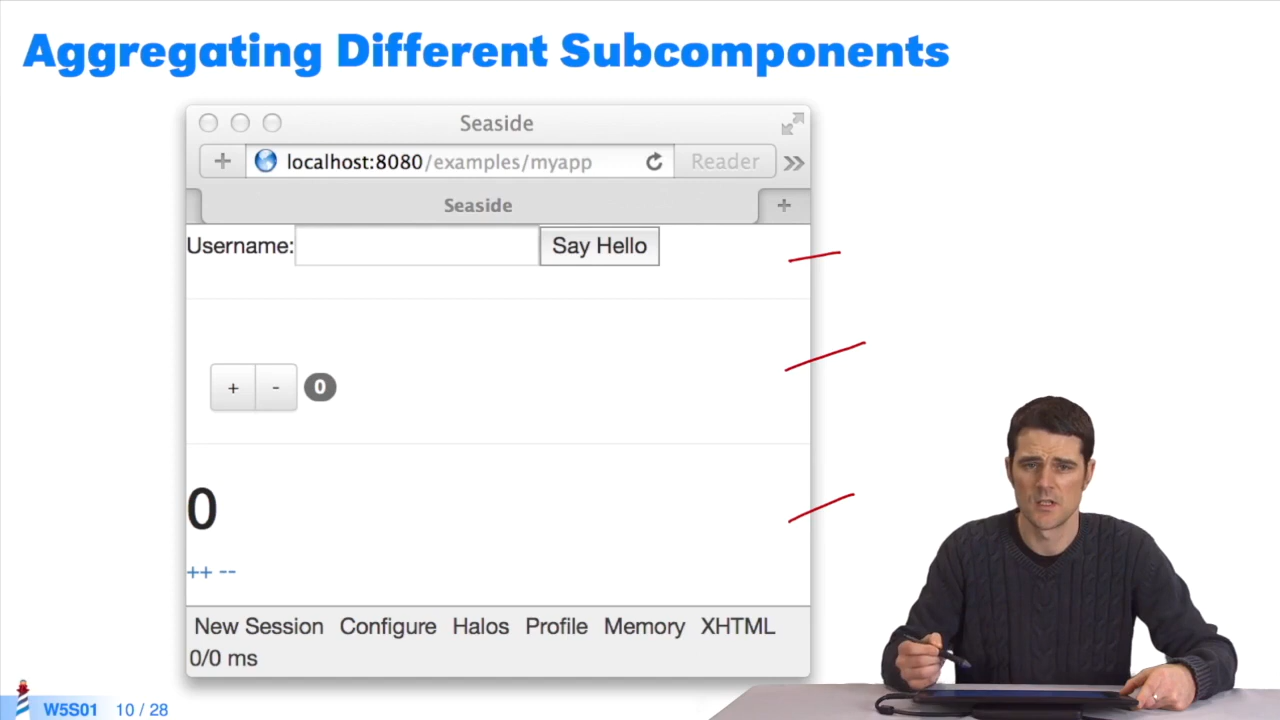 Aggregating Different Subcomponents
Seaside
localhost:8080/examples/myapp
Reader
Seaside
Username:
Say Hello
+ - 0
0
++ --
New Session Configure Halos Profile Memory XHTML
0/0 ms
W5S01 10 / 28